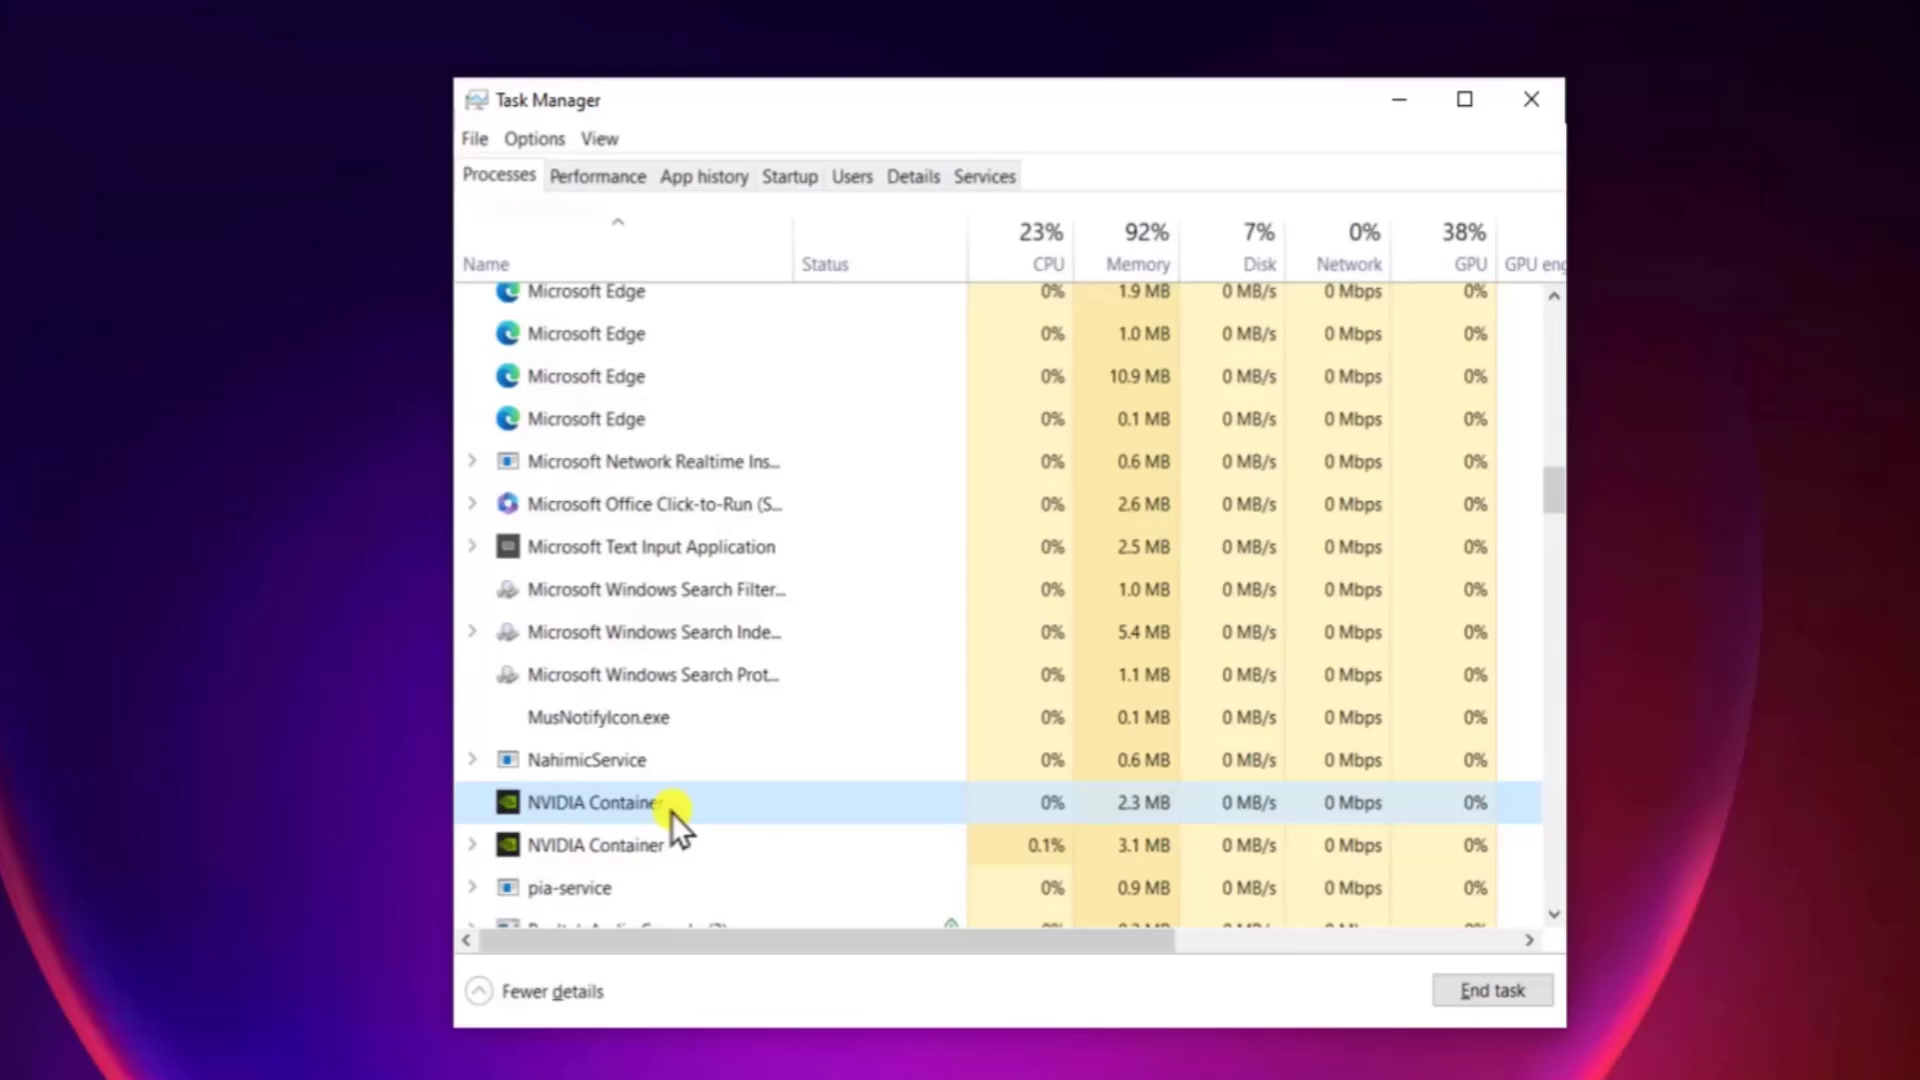 Task Manager
File Options View
Processes Performance App history Startup Users Details Services
23% 92% 7% 0% 38%
Name Status CPU Memory Disk Network GPU GPU eng
Microsoft Edge 0% 1.9 MB 0 MB/s 0 Mbps 0%
Microsoft Edge 0% 1.0 MB 0 MB/s 0 Mbps 0%
Microsoft Edge 0% 10.9 MB 0 MB/s 0 Mbps 0%
Microsoft Edge 0% 0.1 MB 0 MB/s 0 Mbps 0%
Microsoft Network Realtime Ins... 0% 0.6 MB 0 MB/s 0 Mbps 0%
Microsoft Office Click-to-Run (S... 0% 2.6 MB 0 MB/s 0 Mbps 0%
Microsoft Text Input Application 0% 2.5 MB 0 MB/s 0 Mbps 0%
Microsoft Windows Search Filter... 0% 1.0 MB 0 MB/s 0 Mbps 0%
Microsoft Windows Search Inde... 0% 5.4 MB 0 MB/s 0 Mbps 0%
Microsoft Windows Search Prot... 0% 1.1 MB 0 MB/s 0 Mbps 0%
MusNotifyIcon.exe 0% 0.1 MB 0 MB/s 0 Mbps 0%
NahimicService 0% 0.6 MB 0 MB/s 0 Mbps 0%
NVIDIA Container 0% 2.3 MB 0 MB/s 0 Mbps 0%
NVIDIA Container 0.1% 3.1 MB 0 MB/s 0 Mbps 0%
pia-service 0% 0.9 MB 0 MB/s 0 Mbps 0%
Fewer details End task